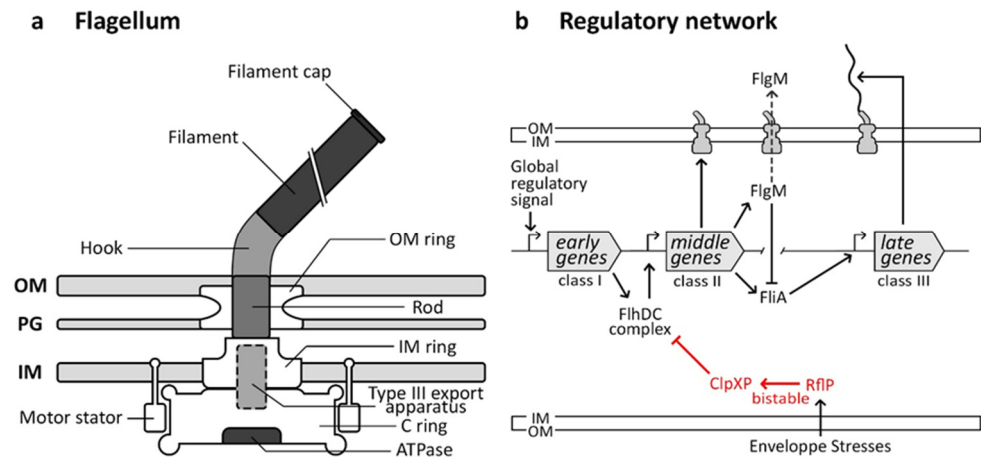 a Flagellum
Filament cap
Filament
Hook
OM ring
OM
Rod
PG
IM ring
IM
Type III export
apparatus
Motor stator
C ring
ATPase
b Regulatory network
FlgM
OM
IM
Global
regulatory
signal
FlgM
early
genes
class I
middle
genes
class II
late
genes
class III
FliA
FlhDC
complex
ClpXP
RflP
bistable
IM
OM
Enveloppe Stresses